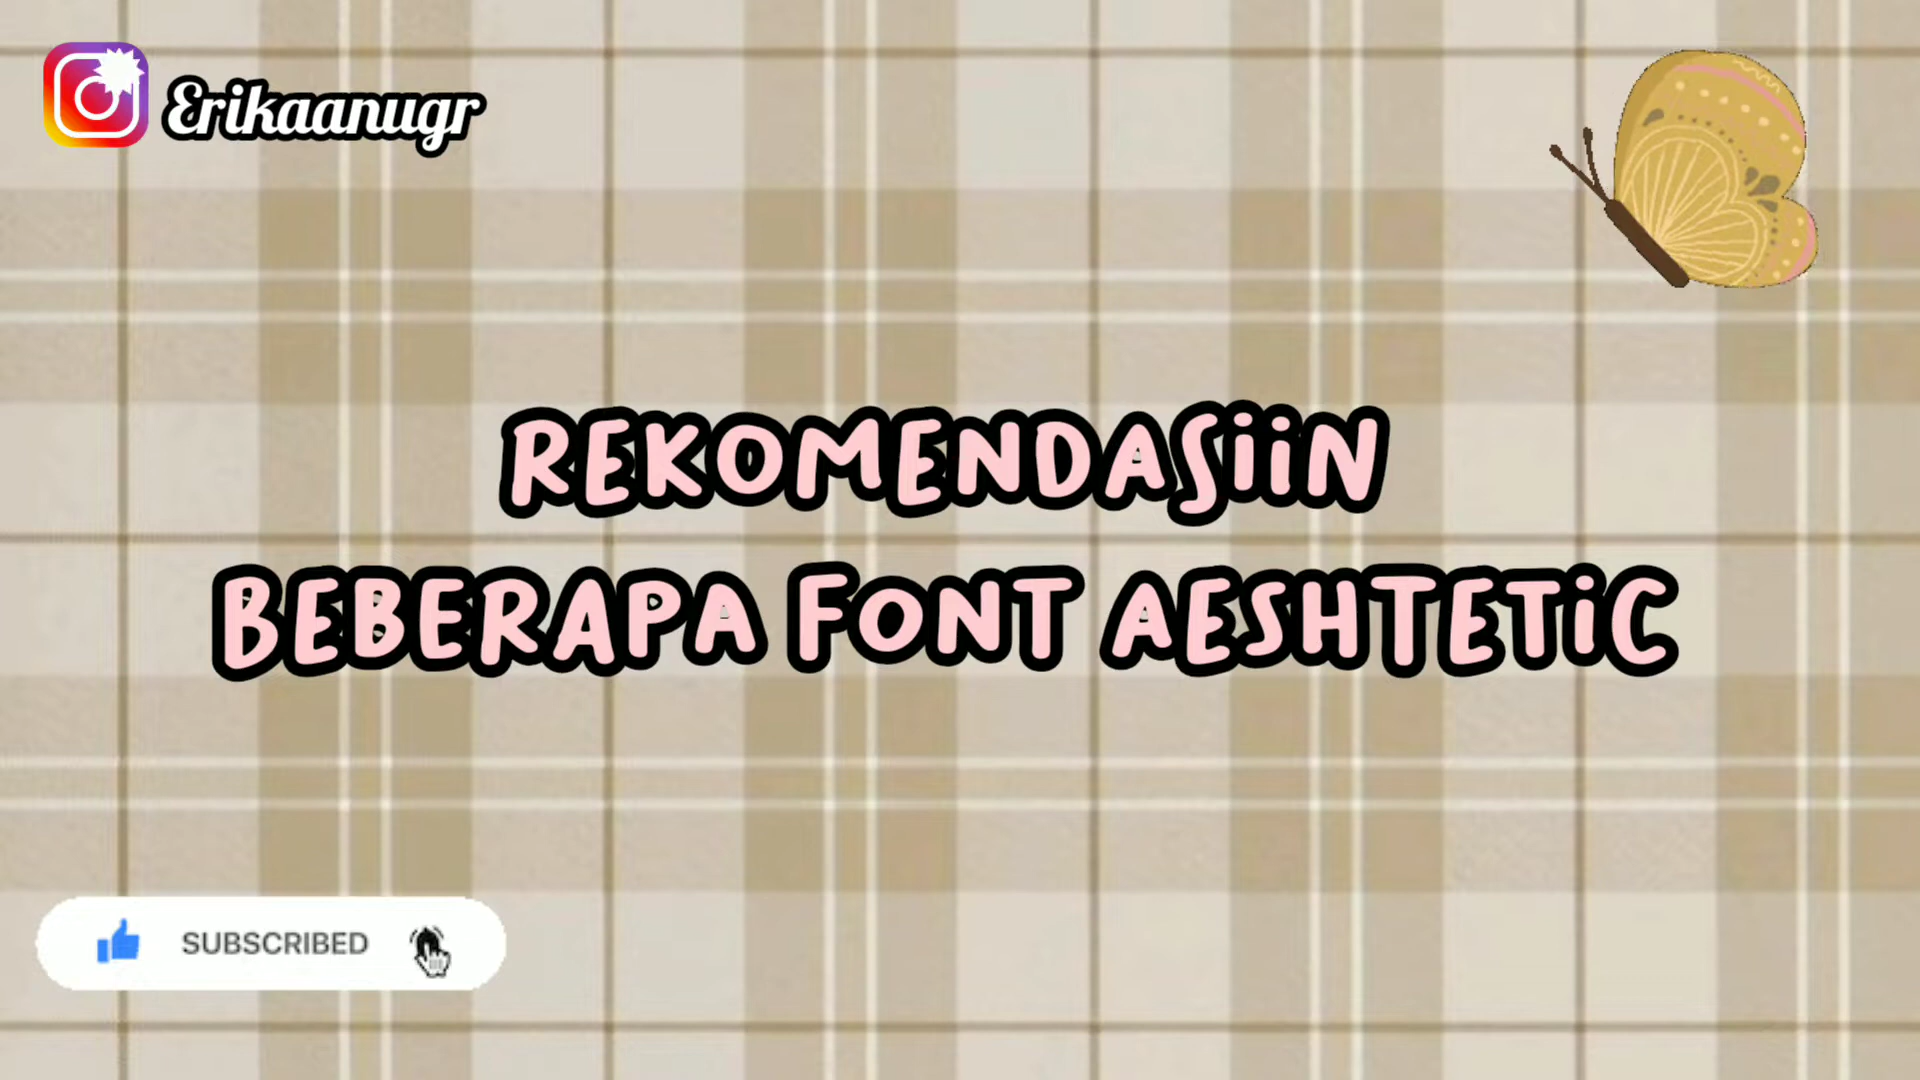 Erikaanugr
REKOMENDASiiN
BEBERAPA FONT AESHTETiC
SUBSCRIBED